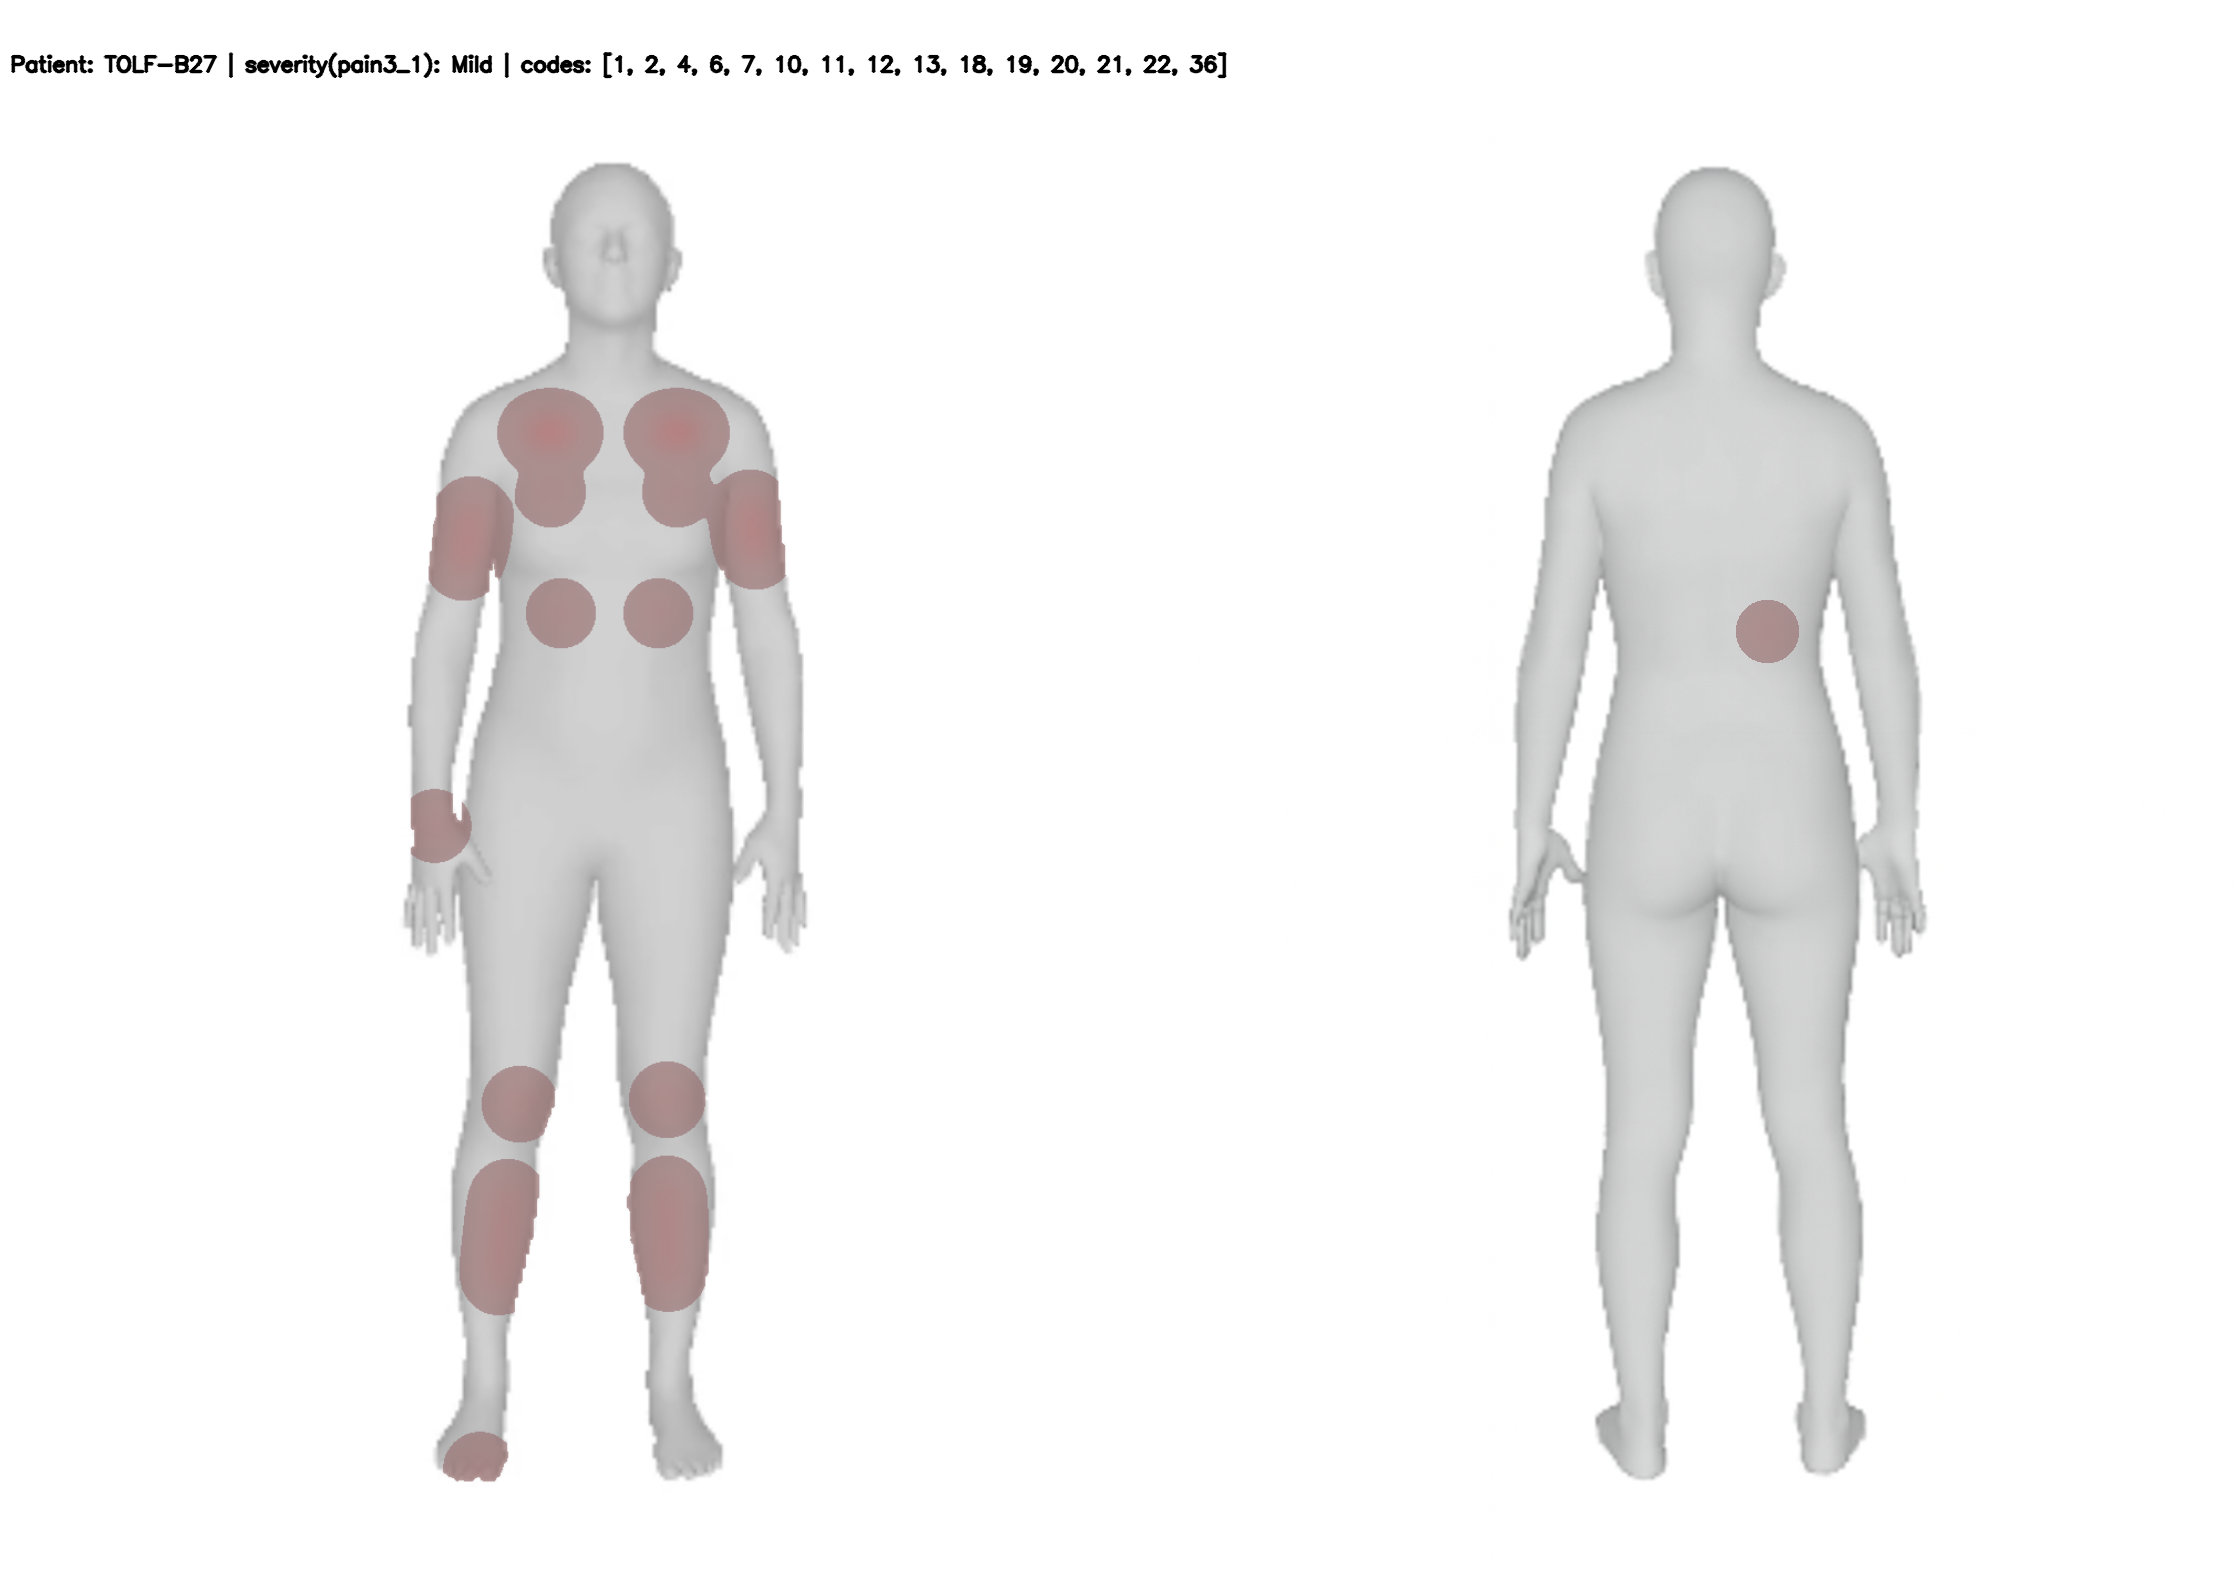 Patient: TOLF-B27 | severity(pain3_1): Mild | codes: [1, 2, 4, 6, 7, 10, 11, 12, 13, 18, 19, 20, 21, 22, 36]